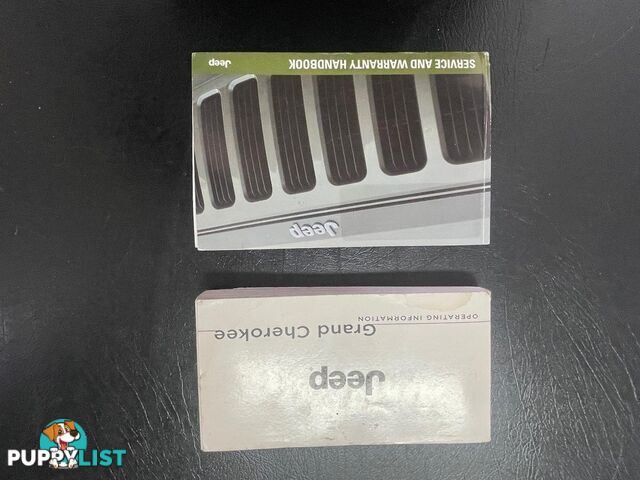 SERVICE AND WARRANTY HANDBOOK
Jeep
Jeep
OPERATING INFORMATION
Grand Cherokee
Jeep
PUPPYLIST